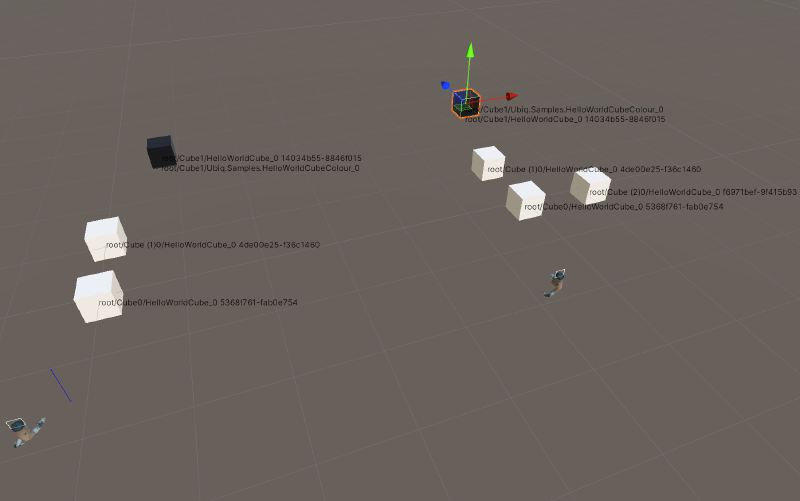 /Cube1/Ubiq.Samples.HelloWorldCubeColour_0
root/Cube1/HelloWorldCube_0 14034b55-8846f015
root/Cube1/HelloWorldCube_0 14034b55-8846f015
root/Cube1/Ubiq.Samples.HelloWorldCubeColour_0
root/Cube (1)0/HelloWorldCube_0 4de00e25-f36c1460
root/Cube (2)0/HelloWorldCube_0 f6971bef-9f415b93
root/Cube0/HelloWorldCube_0 5368f761-fab0e754
root/Cube (1)0/HelloWorldCube_0 4de00e25-f36c1460
root/Cube0/HelloWorldCube_0 5368f761-fab0e754